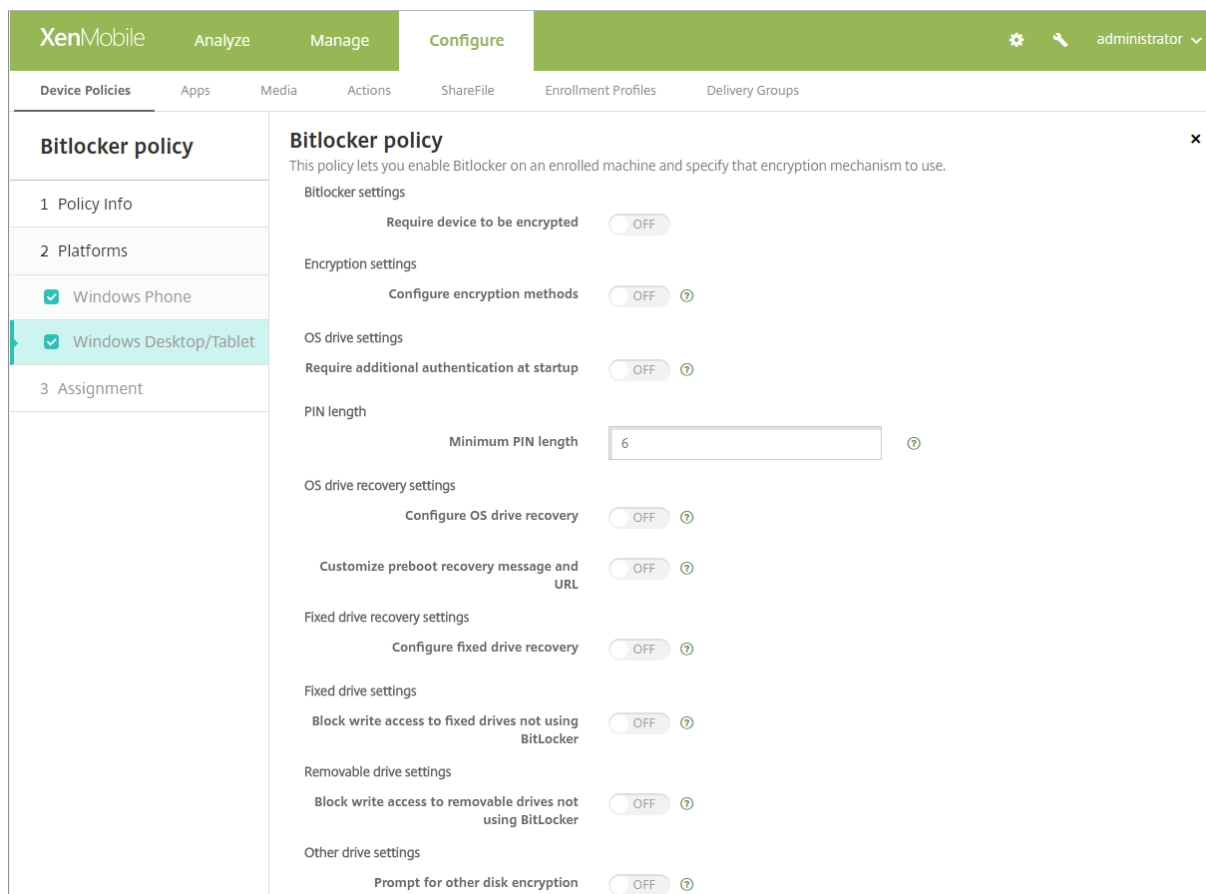 XenMobile Analyze Manage Configure administrator
Device Policies Apps Media Actions ShareFile Enrollment Profiles Delivery Groups
Bitlocker policy
1 Policy Info
2 Platforms
Windows Phone
Windows Desktop/Tablet
3 Assignment
Bitlocker policy
This policy lets you enable Bitlocker on an enrolled machine and specify that encryption mechanism to use.
Bitlocker settings
Require device to be encrypted OFF
Encryption settings
Configure encryption methods OFF ?
OS drive settings
Require additional authentication at startup OFF ?
PIN length
Minimum PIN length 6 ?
OS drive recovery settings
Configure OS drive recovery OFF ?
Customize preboot recovery message and OFF ?
URL
Fixed drive recovery settings
Configure fixed drive recovery OFF ?
Fixed drive settings
Block write access to fixed drives not using OFF ?
BitLocker
Removable drive settings
Block write access to removable drives not OFF ?
using BitLocker
Other drive settings
Prompt for other disk encryption OFF ?